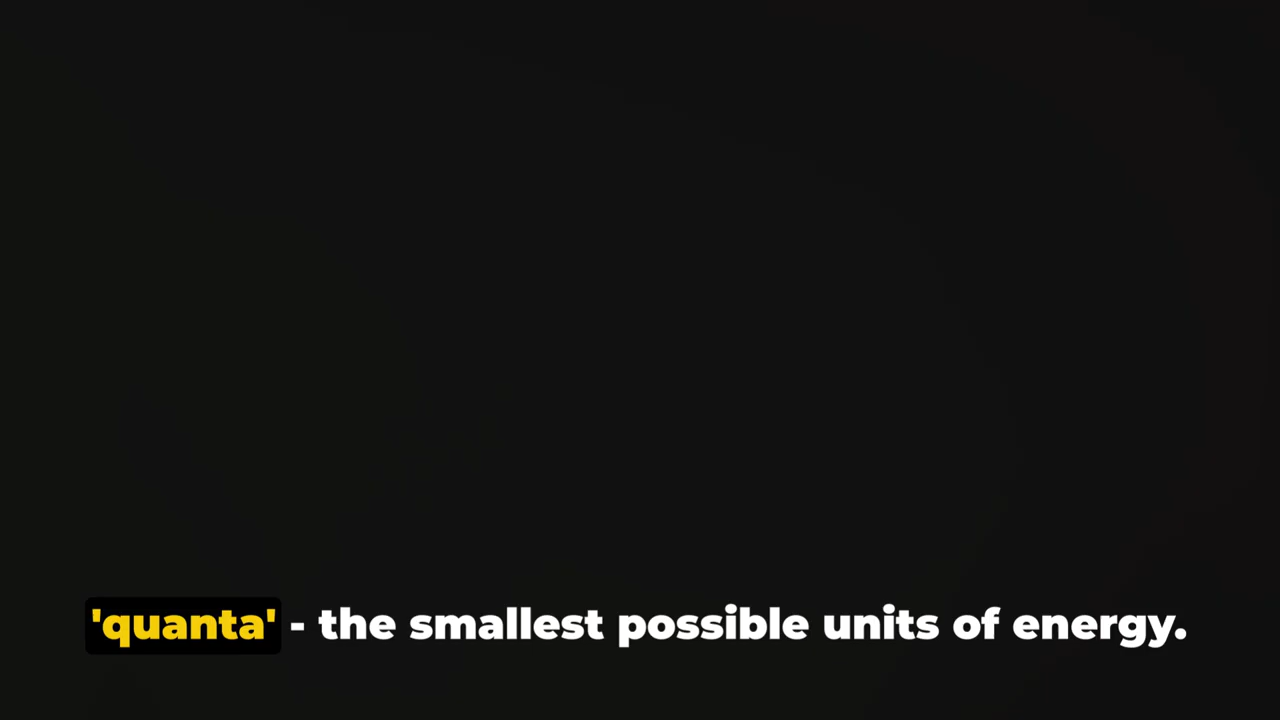 'quanta' - the smallest possible units of energy.